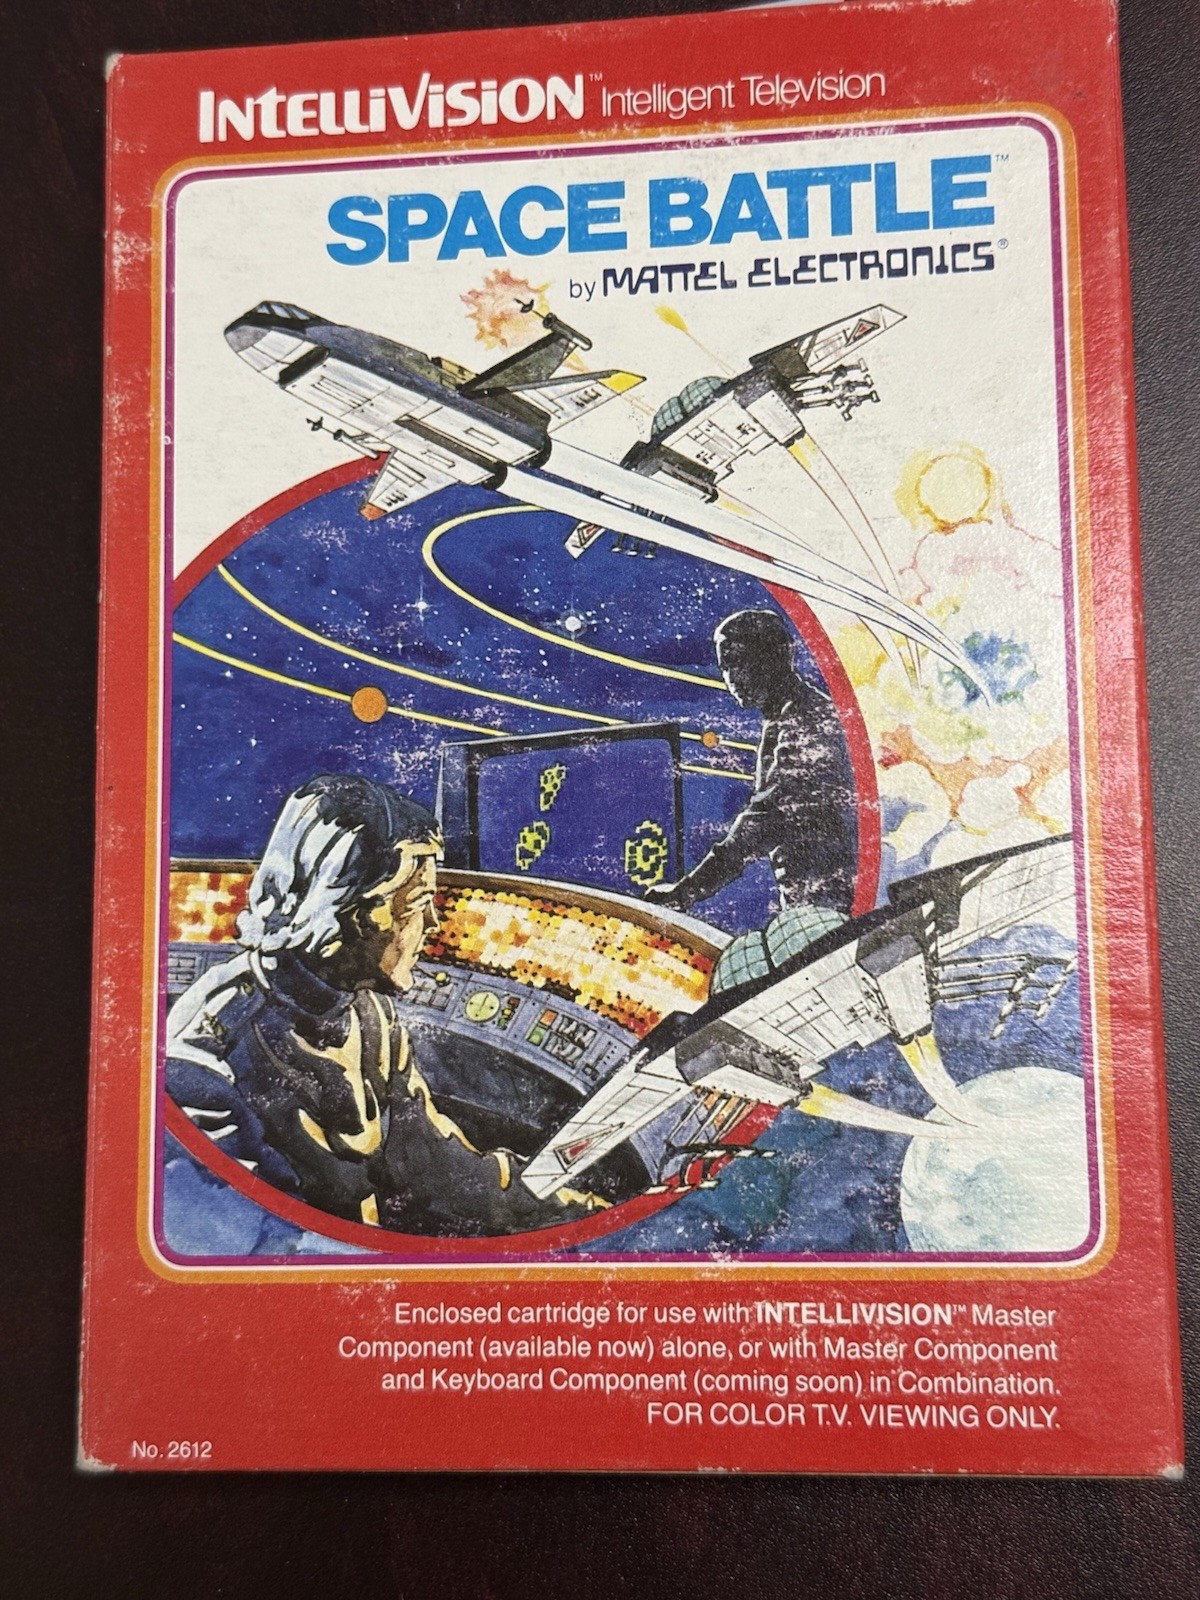 INTELLIVISION™ Intelligent Television
SPACE BATTLE™
by MATTEL ELECTRONICS®
Enclosed cartridge for use with INTELLIVISION™ Master
Component (available now) alone, or with Master Component
and Keyboard Component (coming soon) in Combination.
FOR COLOR T.V. VIEWING ONLY.
No. 2612